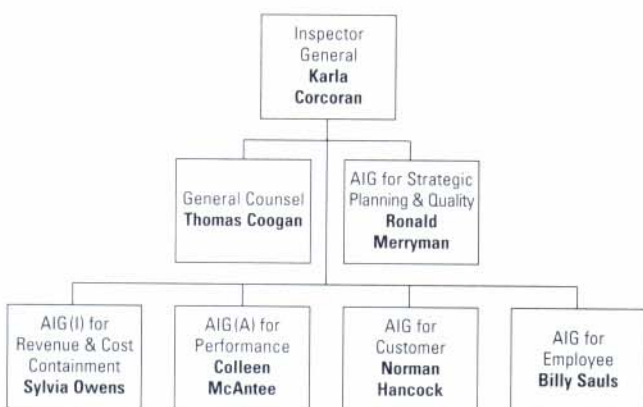 Inspector
General
Karla
Corcoran
General Counsel
Thomas Coogan
AIG for Strategic
Planning & Quality
Ronald
Merryman
AIG(I) for
Revenue & Cost
Containment
Sylvia Owens
AIG(A) for
Performance
Colleen
McAntee
AIG for
Customer
Norman
Hancock
AIG for
Employee
Billy Sauls